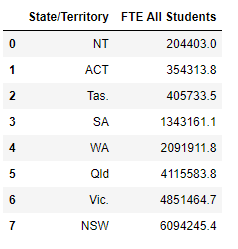 State/Territory FTE All Students
0 NT 204403.0
1 ACT 354313.8
2 Tas. 405733.5
3 SA 1343161.1
4 WA 2091911.8
5 Qld 4115583.8
6 Vic. 4851464.7
7 NSW 6094245.4